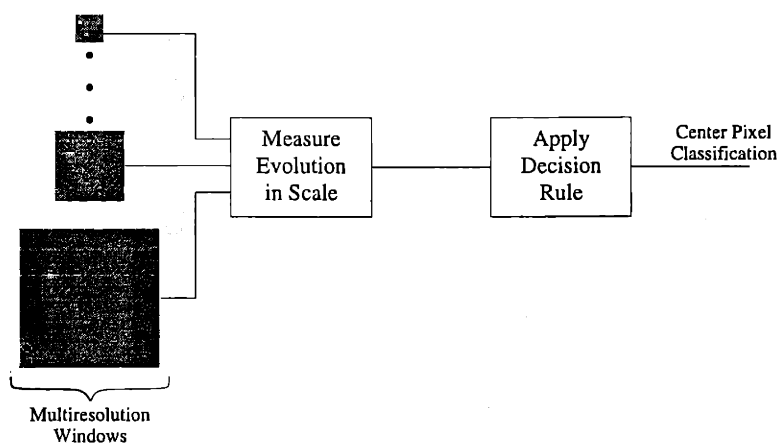 Measure
Evolution
in Scale
Apply
Decision
Rule
Center Pixel
Classification
Multiresolution
Windows